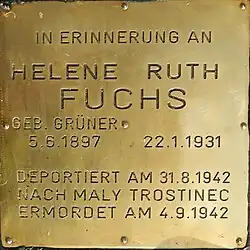 IN ERINNERUNG AN
HELENE RUTH
FUCHS
GEB. GRÜNER
5.6.1897 22.1.1931
DEPORTIERT AM 31.8.1942
NACH MALY TROSTINEC
ERMORDET AM 4.9.1942